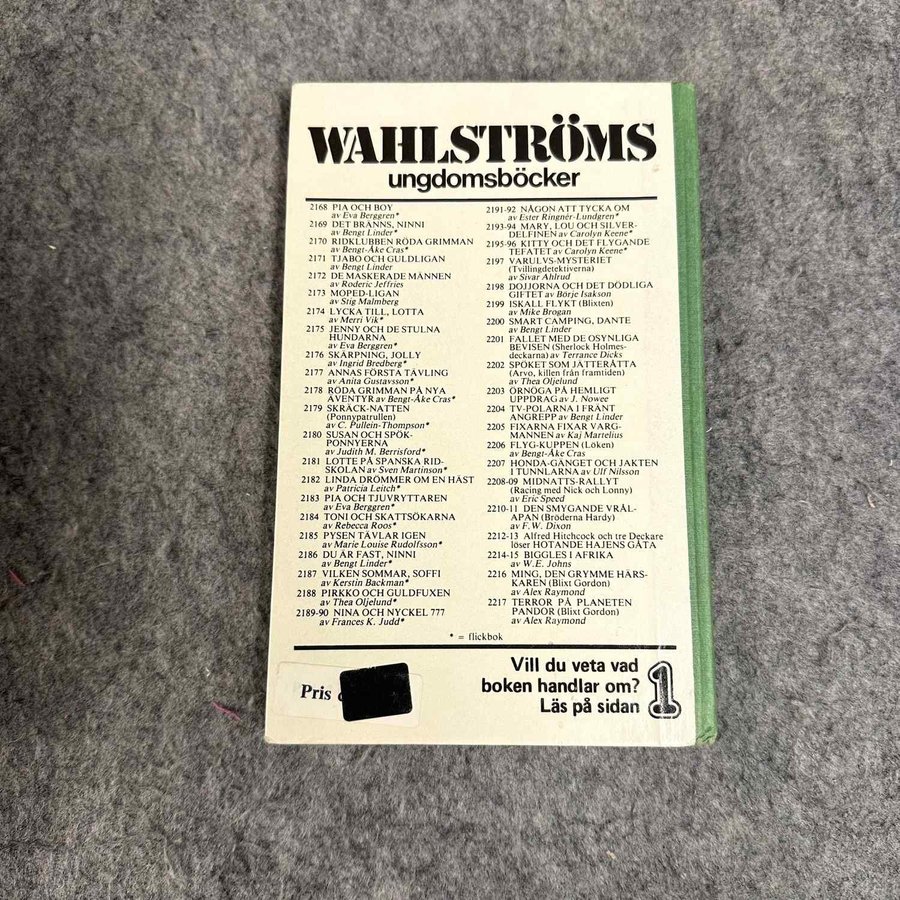 WAHLSTRÖMS
ungdomsböcker
2168 PIA OCH BOY
av Eva Berggren*
2169 DET BRÄNNS, NINNI
av Bengt Linder*
2170 RIDKLUBBEN RÖDA GRIMMAN
av Bengt-Åke Cras*
2171 TJABO OCH GULDLIGAN
av Bengt Linder
2172 DE MASKERADE MÄNNEN
av Roderic Jeffries
2173 MOPED-LIGAN
av Stig Malmberg
2174 LYCKA TILL, LOTTA
av Merri Vik*
2175 JENNY OCH DE STULNA
HUNDARNA
av Eva Berggren*
2176 SKÄRPNING, JOLLY
av Ingrid Bredberg*
2177 ANNAS FÖRSTA TÄVLING
av Anita Gustavsson*
2178 RÖDA GRIMMAN PÅ NYA
ÄVENTYR av Bengt-Åke Cras*
2179 SKRÄCK-NATTEN
(Ponnypatrullen)
av C. Pullein-Thompson*
2180 SUSAN OCH SPÖK-
PONNYERNA
av Judith M. Berrisford*
2181 LOTTE PÅ SPANSKA RID-
SKOLAN av Sven Martinson*
2182 LINDA DRÖMMER OM EN HÄST
av Patricia Leitch*
2183 PIA OCH TJUVRYTTAREN
av Eva Berggren*
2184 TONI OCH SKATTSÖKARNA
av Rebecca Roos*
2185 PYSEN TÄVLAR IGEN
av Marie Louise Rudolfsson*
2186 DU ÄR FAST, NINNI
av Bengt Linder*
2187 VILKEN SOMMAR, SOFFI
av Kerstin Backman*
2188 PIRKKO OCH GULDFUXEN
av Thea Oljelund*
2189-90 NINA OCH NYCKEL 777
av Frances K. Judd*
2191-92 NÅGON ATT TYCKA OM
av Ester Ringnér-Lundgren*
2193-94 MARY, LOU OCH SILVER-
DELFINEN av Carolyn Keene*
2195-96 KITTY OCH DET FLYGANDE
TEFATET av Carolyn Keene*
2197 VARULVS-MYSTERIET
(Tvillingdetektiverna)
av Sivar Ahlrud
2198 DOJJORNA OCH DET DÖDLIGA
GIFTET av Börje Isakson
2199 ISKALL FLYKT (Blixten)
av Mike Brogan
2200 SMART CAMPING, DANTE
av Bengt Linder
2201 FALLET MED DE OSYNLIGA
BEVISEN (Sherlock Holmes-
deckarna) av Terrance Dicks
2202 SPÖKET SOM JÄTTERÅTTA
(Arvo, killen från framtiden)
av Thea Oljelund
2203 ÖRNÖGA PÅ HEMLIGT
UPPDRAG av J. Nowee
2204 TV-POLARNA I FRÄNT
ANGREPP av Bengt Linder
2205 FIXARNA FIXAR VARG-
MANNEN av Kaj Martelius
2206 FLYG-KUPPEN (Löken)
av Bengt-Åke Cras
2207 HONDA-GÄNGET OCH JAKTEN
I TUNNLARNA av Ulf Nilsson
2208-09 MIDNATTS-RALLYT
(Racing med Nick och Lonny)
av Eric Speed
2210-11 DEN SMYGANDE VRÅL-
APAN (Bröderna Hardy)
av F.W. Dixon
2212-13 Alfred Hitchcock och tre Deckare
löser HOTANDE HAJENS GÅTA
2214-15 BIGGLES I AFRIKA
av W.E. Johns
2216 MING, DEN GRYMME HÄRS-
KAREN (Blixt Gordon)
av Alex Raymond
2217 TERROR PÅ PLANETEN
PANDOR (Blixt Gordon)
av Alex Raymond
* = flickbok
Vill du veta vad
boken handlar om?
Läs på sidan 1
Pris